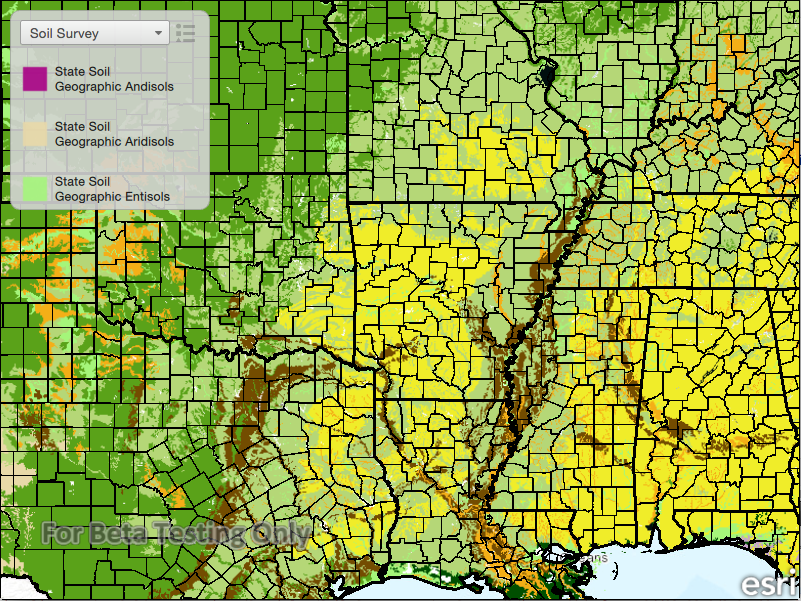 Soil Survey
State Soil
Geographic Andisols
State Soil
Geographic Aridisols
State Soil
Geographic Entisols
For Beta Testing Only
esri